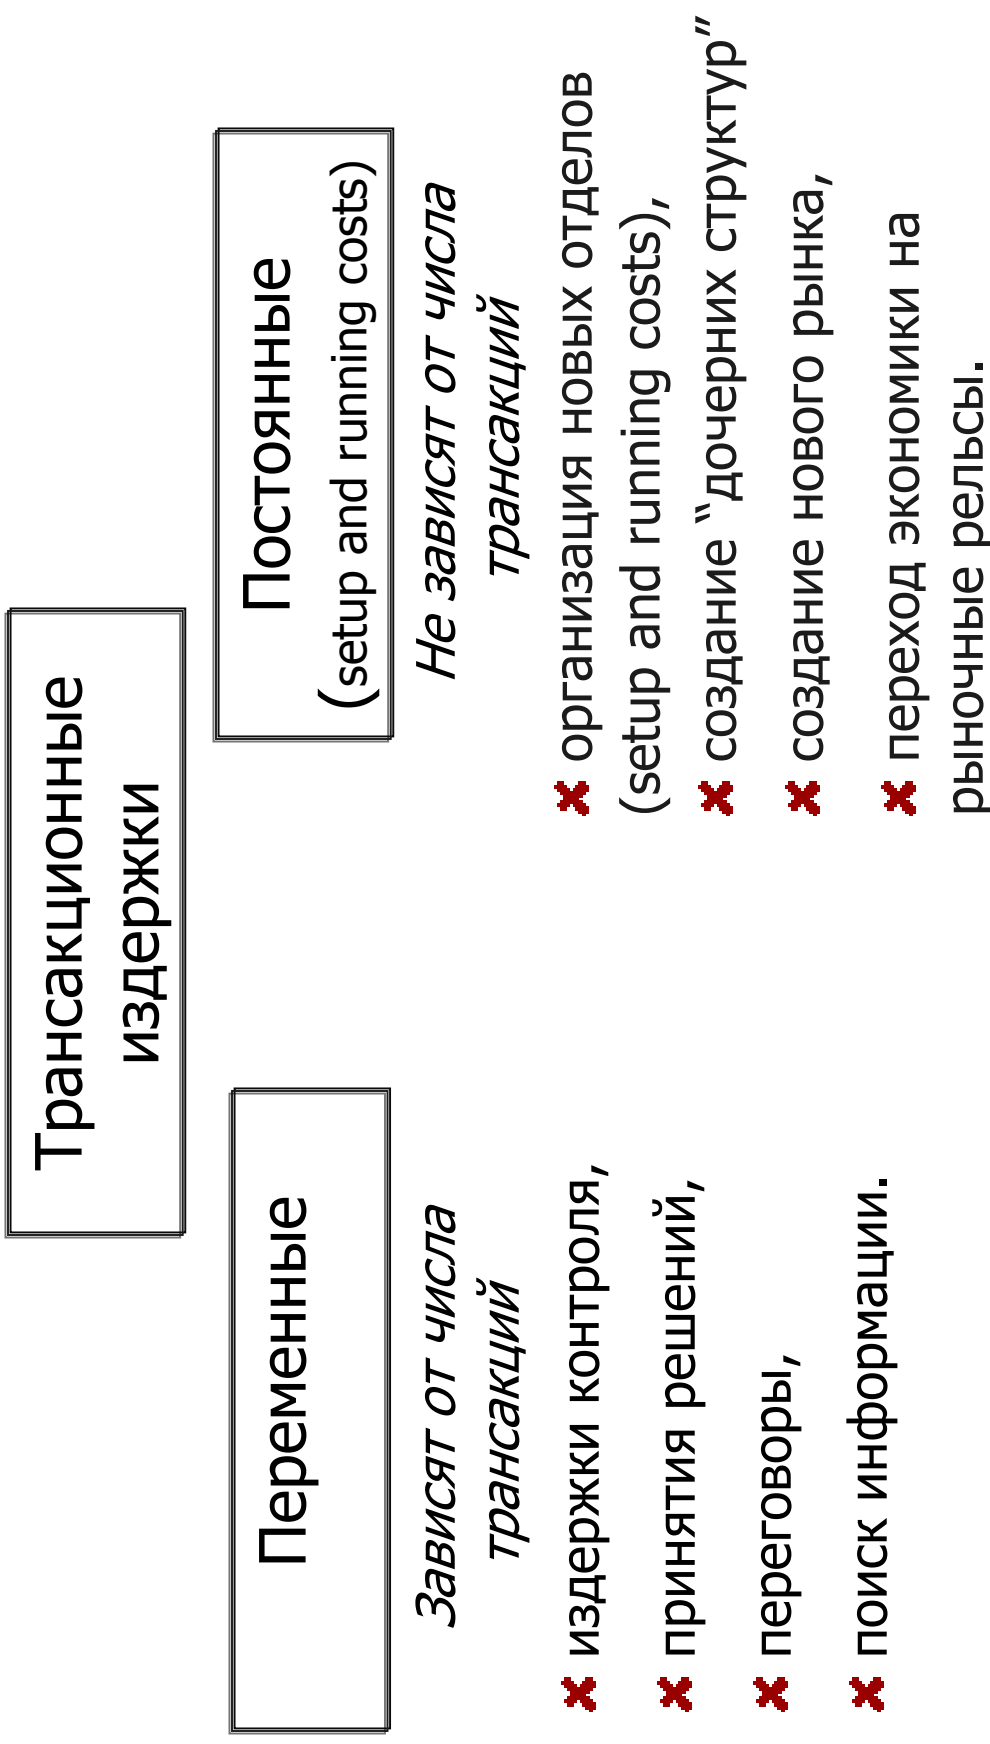 Трансакционные
издержки
Переменные
Зависят от числа
трансакций
издержки контроля,
принятия решений,
переговоры,
поиск информации.
Постоянные
(setup and running costs)
Не зависят от числа
трансакций
организация новых отделов
(setup and running costs),
создание “дочерних структур”
создание нового рынка,
переход экономики на
рыночные рельсы.